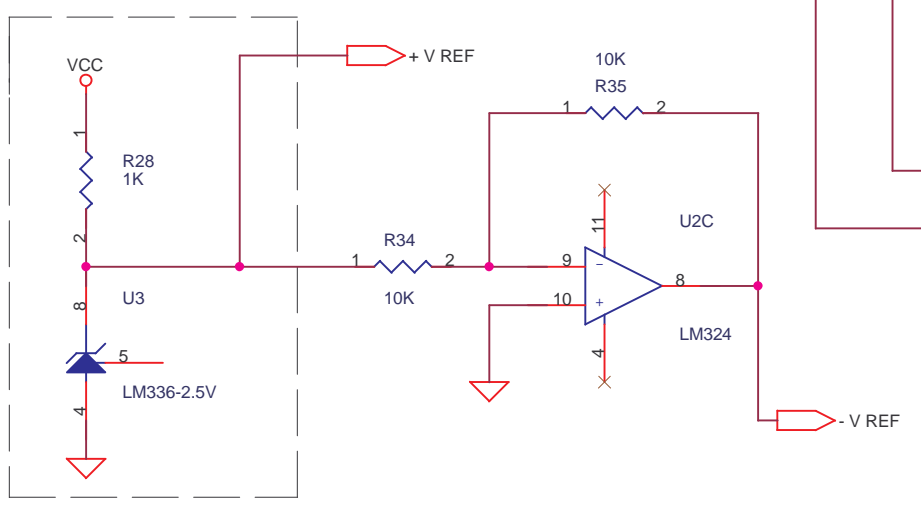 VCC
+ V REF
10K
R35
1
2
1
R28
1K
2
11
U2C
R34
1
2
10K
9
−
10
+
8
U3
8
5
LM336-2.5V
4
4
LM324
- V REF